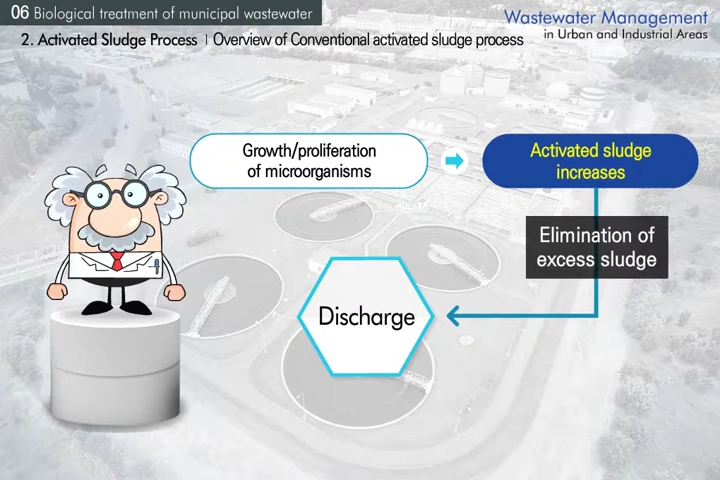 06 Biological treatment of municipal wastewater
Wastewater Management
in Urban and Industrial Areas
2. Activated Sludge Process | Overview of Conventional activated sludge process
Growth/proliferation
of microorganisms
Activated sludge
increases
Elimination of
excess sludge
Discharge